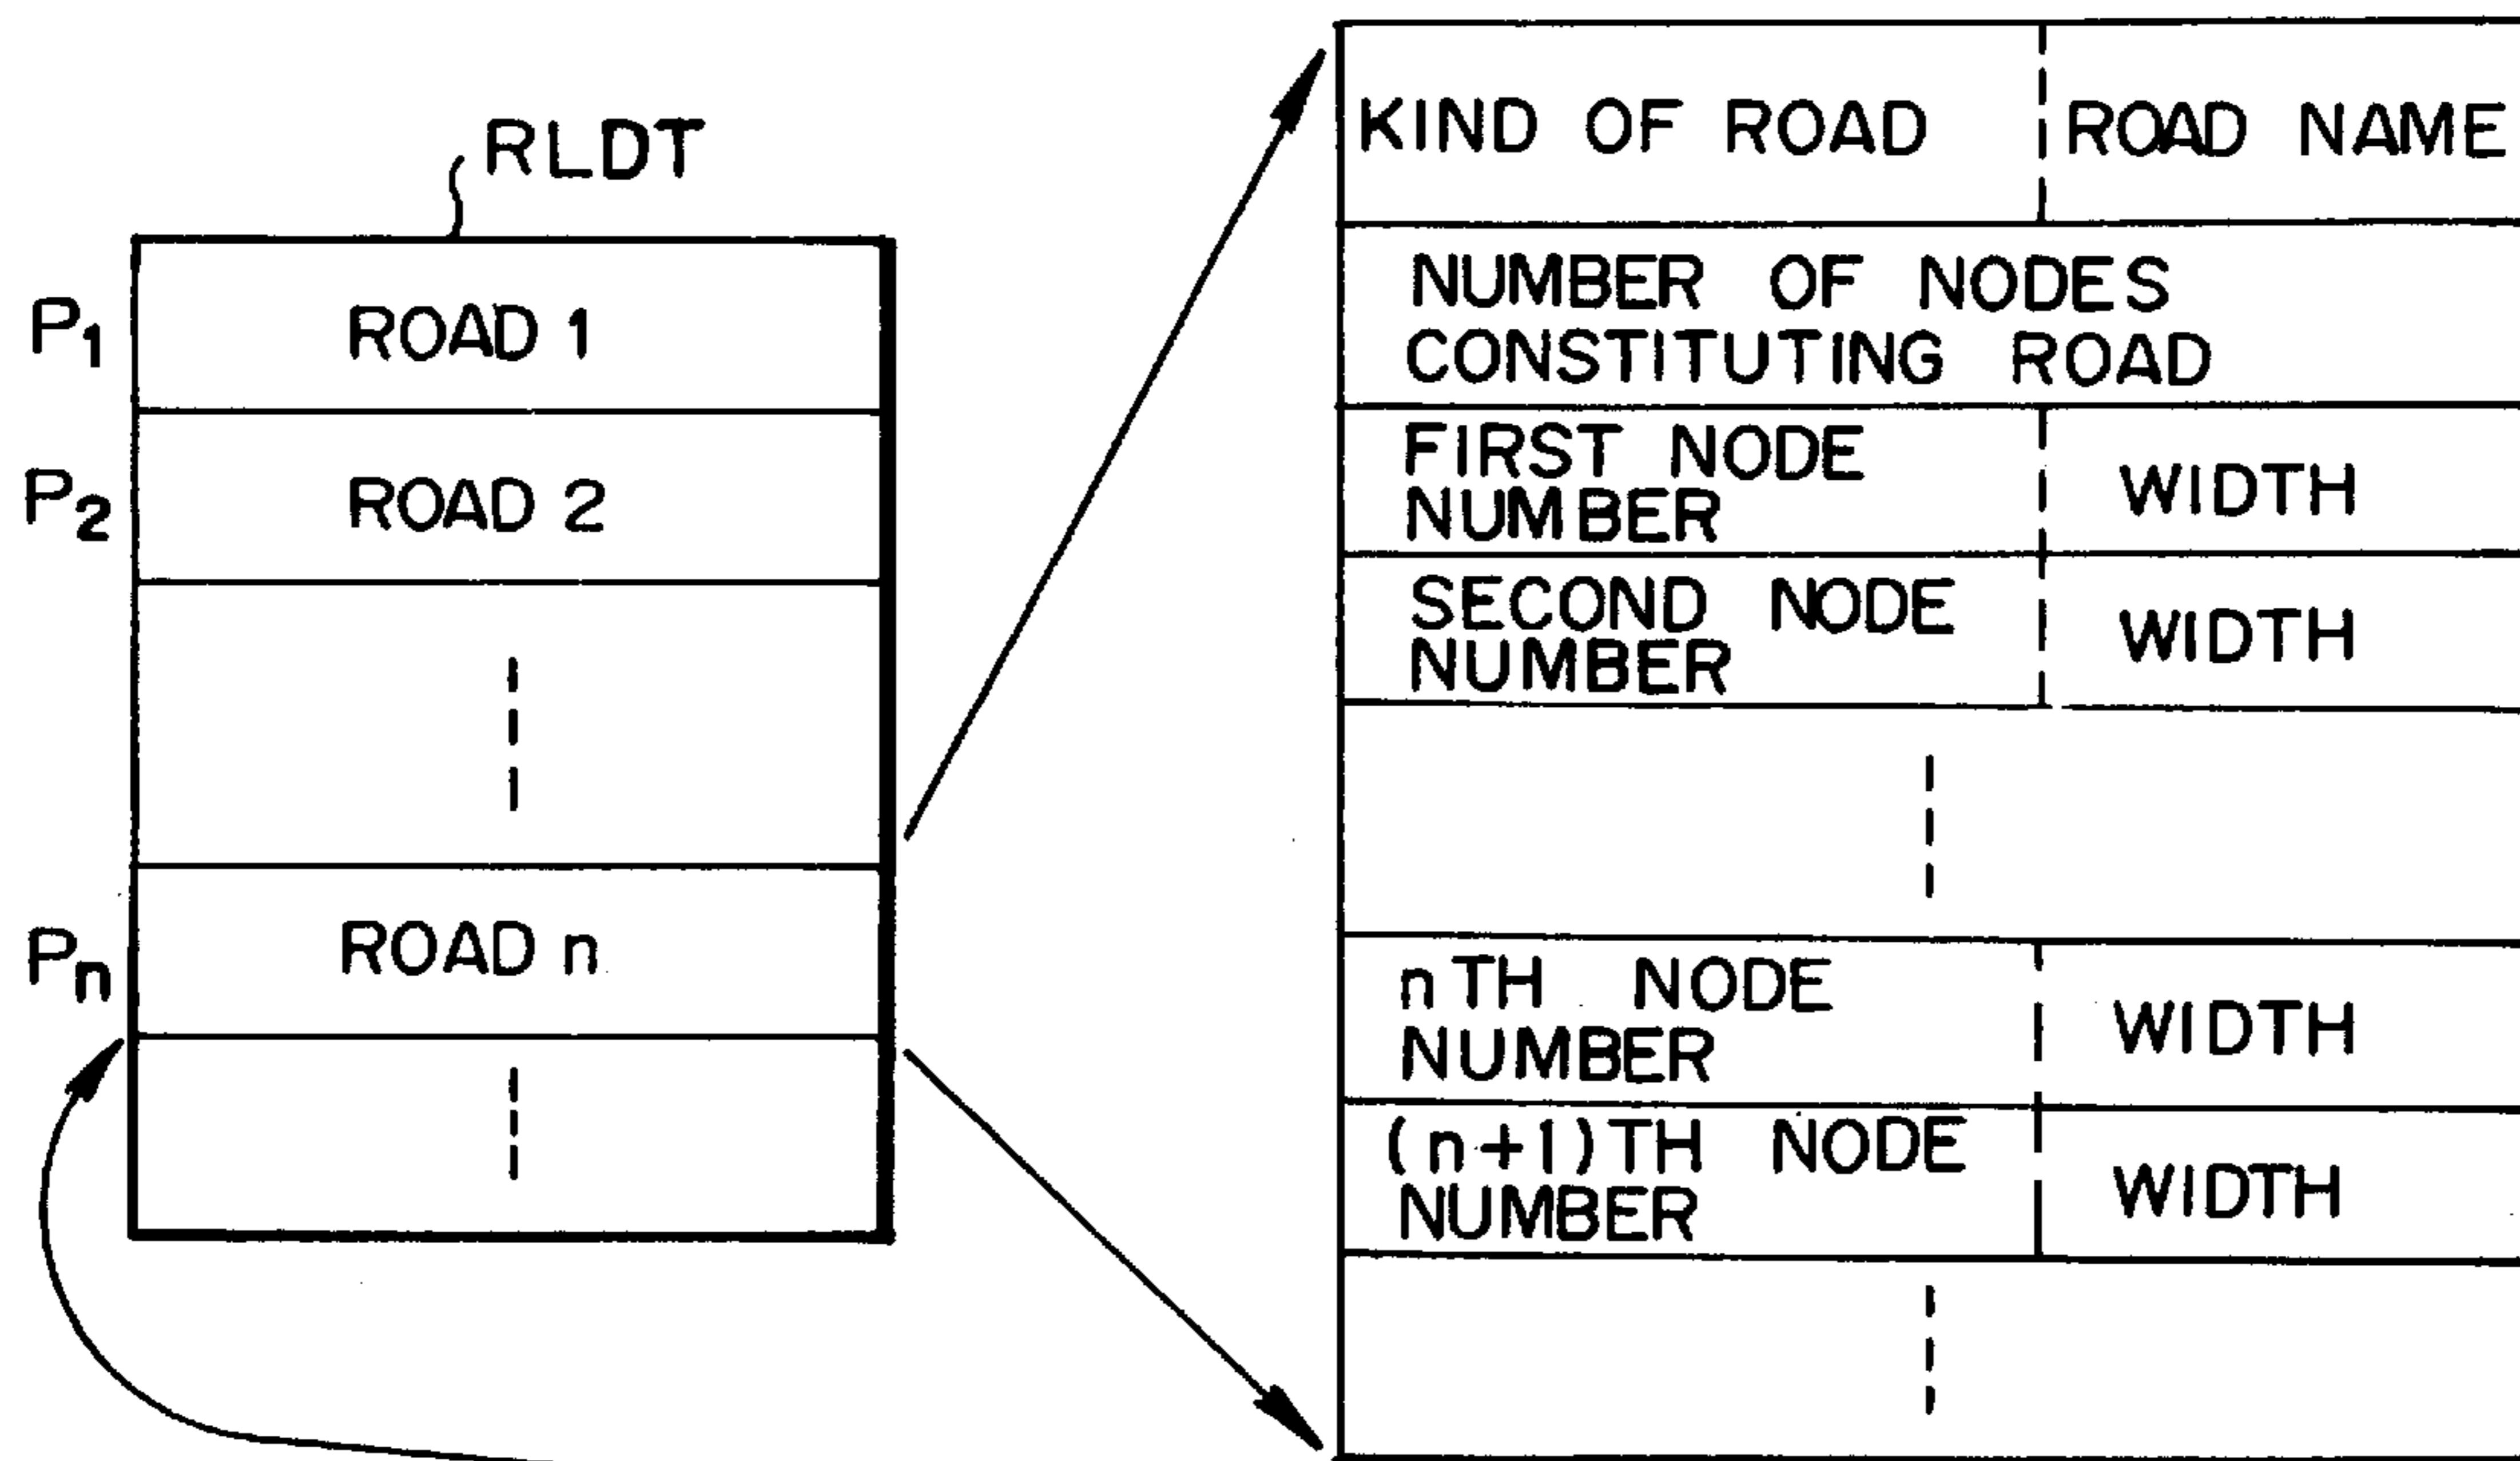 RLDT
P1 ROAD 1
P2 ROAD 2
Pn ROAD n
KIND OF ROAD ROAD NAME
NUMBER OF NODES
CONSTITUTING ROAD
FIRST NODE
NUMBER
WIDTH
SECOND NODE
NUMBER
WIDTH
nTH NODE
NUMBER
WIDTH
(n+1)TH NODE
NUMBER
WIDTH